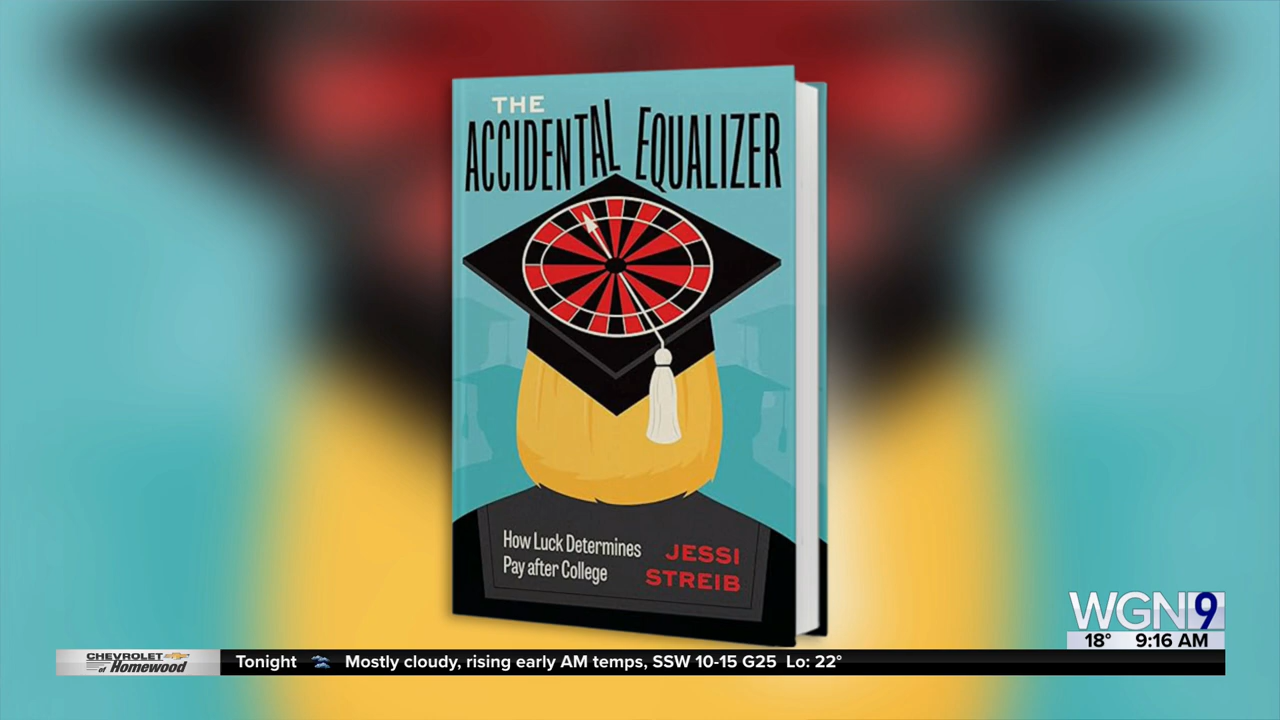 THE
ACCIDENTAL EQUALIZER
How Luck Determines
Pay after College
JESSI
STREIB
WGN9
18° 9:16 AM
CHEVROLET
of Homewood
Tonight Mostly cloudy, rising early AM temps, SSW 10-15 G25 Lo: 22°